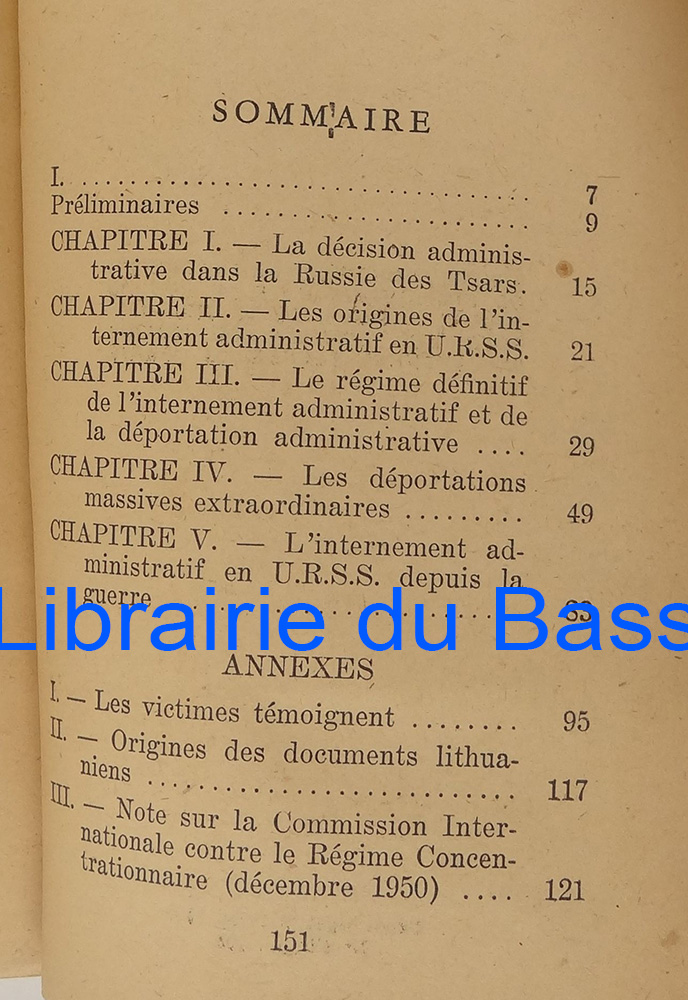 SOMMAIRE
I. .................................. 7
Préliminaires ........................ 9
CHAPITRE I. — La décision adminis-
trative dans la Russie des Tsars. 15
CHAPITRE II. — Les origines de l'in-
ternement administratif en U.R.S.S. 21
CHAPITRE III. — Le régime définitif
de l'internement administratif et de
la déportation administrative .... 29
CHAPITRE IV. — Les déportations
massives extraordinaires ......... 49
CHAPITRE V. — L'internement ad-
ministratif en U.R.S.S. depuis la
guerre
Librairie du Bass
ANNEXES
I. — Les victimes témoignent ........ 95
II. — Origines des documents lithua-
niens ............................ 117
III. — Note sur la Commission Inter-
nationale contre le Régime Concen-
trationnaire (décembre 1950) .... 121
151